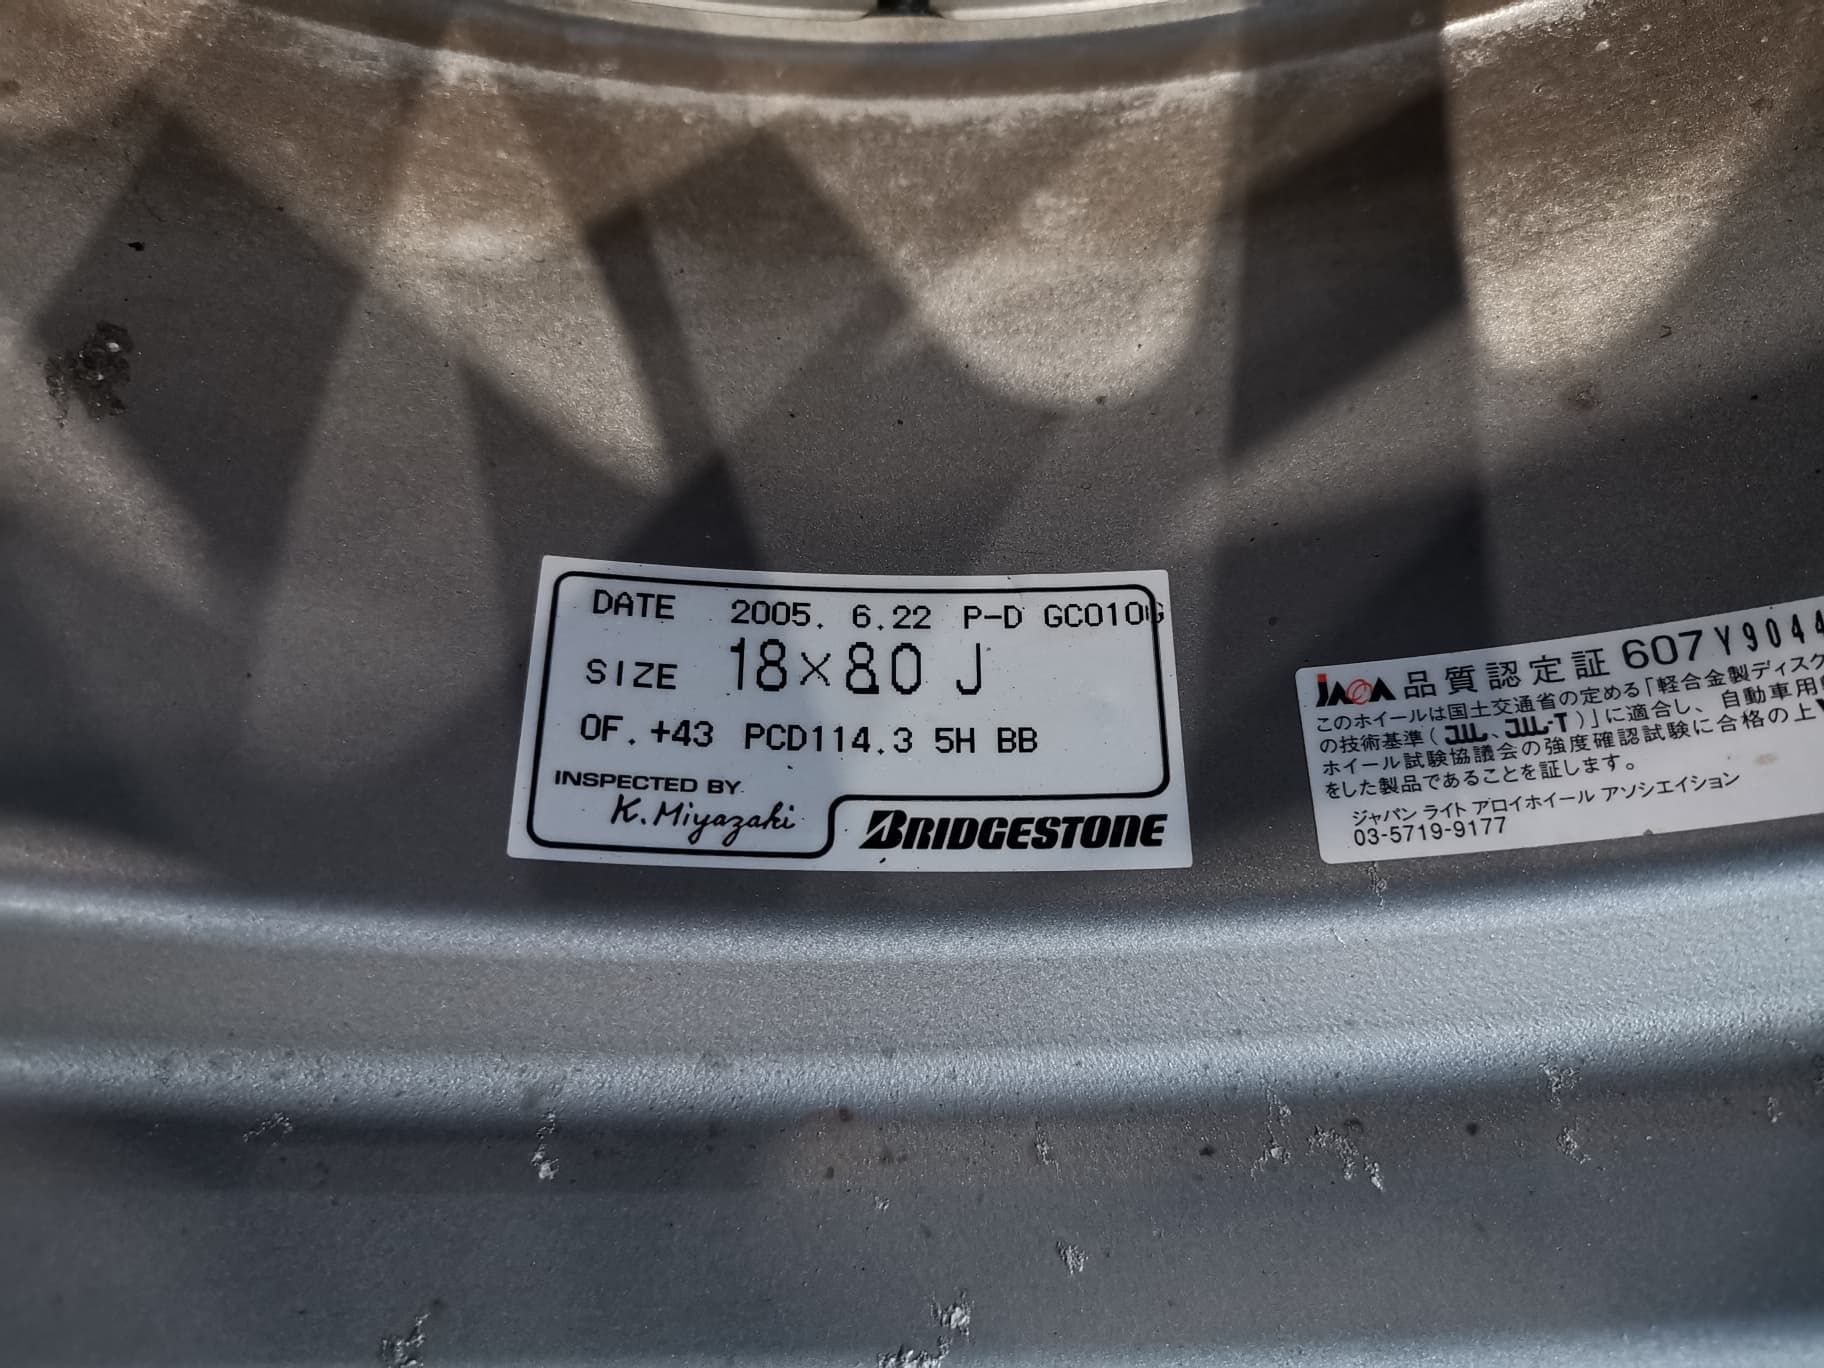 DATE 2005. 6.22 P-D GC010G
SIZE 18×8.0 J
OF. +43 PCD114.3 5H BB
INSPECTED BY
K. Miyazaki
BRIDGESTONE
JAWA 品質認定証 607Y9044
このホイールは国土交通省の定める「軽合金製ディスク
の技術基準(JWL、JWL-T)」に適合し、自動車用
ホイール試験協議会の強度確認試験に合格の上
をした製品であることを証します。
ジャパン ライト アロイホイール アソシエイション
03-5719-9177